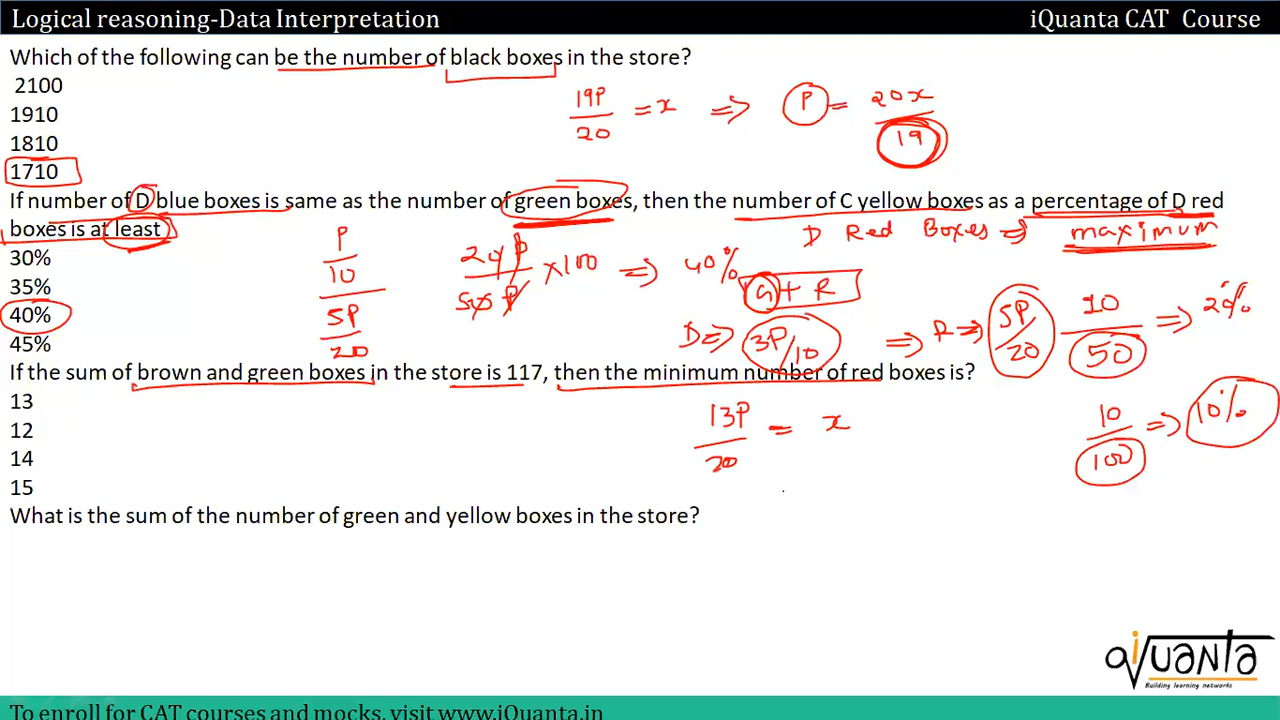 Logical reasoning-Data Interpretation
iQuanta CAT Course
Which of the following can be the number of black boxes in the store?
2100
1910
1810
1710
19P/20 = x ⇒ P = 20x/19
If number of D blue boxes is same as the number of green boxes, then the number of C yellow boxes as a percentage of D red
boxes is at least
D Red Boxes ⇒ maximum
30%
35%
40%
45%
P/10
5P/20
×100 ⇒ 40%
G + R
D ⇒ 3P/10 ⇒ R ⇒ 5P/20
10/50 ⇒ 20%
If the sum of brown and green boxes in the store is 117, then the minimum number of red boxes is?
13
12
14
15
13P/20 = x
10/100 ⇒ 10%
What is the sum of the number of green and yellow boxes in the store?
iQuanta
Building learning networks
To enroll for CAT courses and mocks, visit www.iQuanta.in